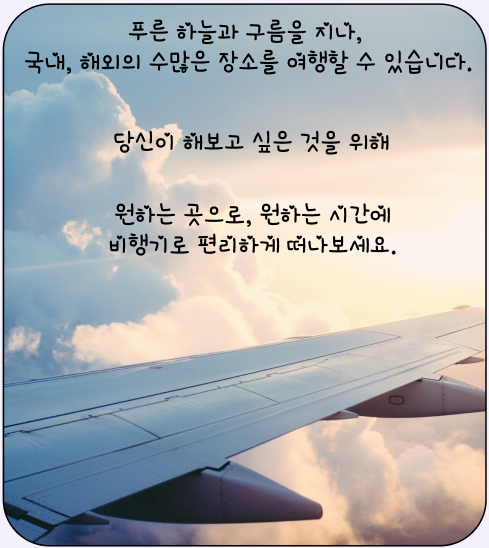 푸른 하늘과 구름을 지나,
국내, 해외의 수많은 장소를 여행할 수 있습니다.
당신이 해보고 싶은 것을 위해
원하는 곳으로, 원하는 시간에
비행기로 편리하게 떠나보세요.